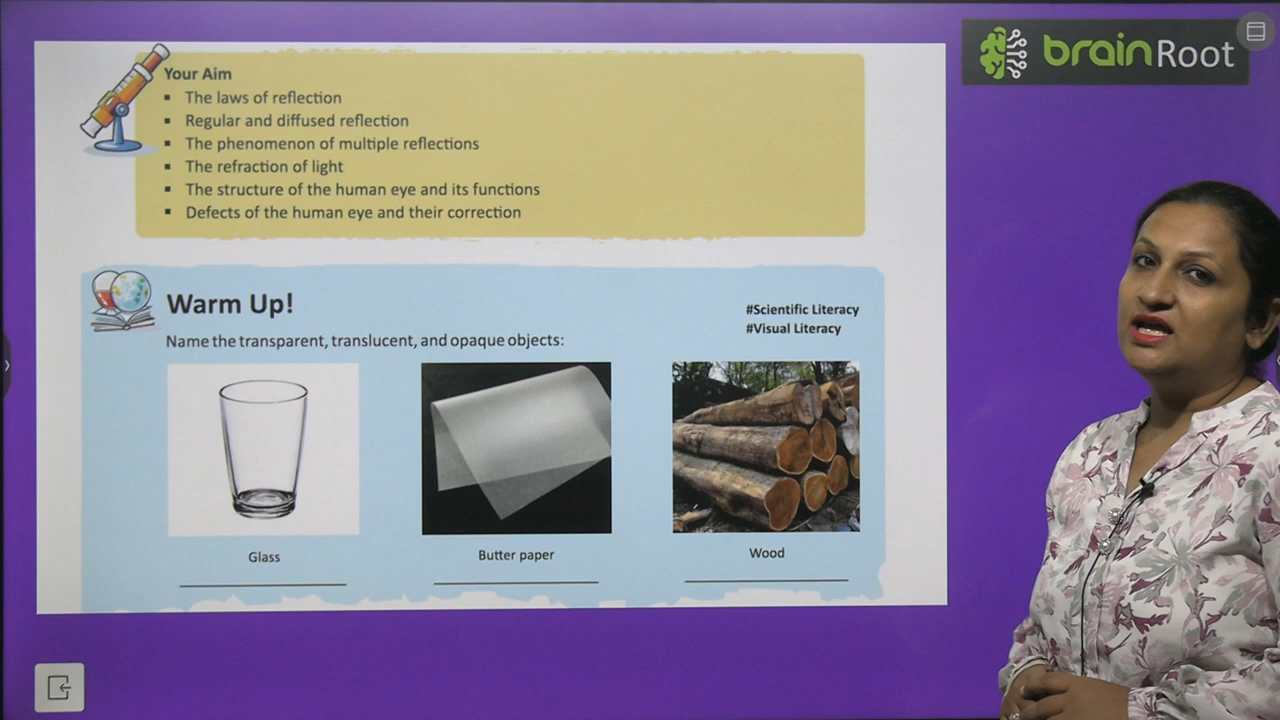 brainRoot
Your Aim
▪ The laws of reflection
▪ Regular and diffused reflection
▪ The phenomenon of multiple reflections
▪ The refraction of light
▪ The structure of the human eye and its functions
▪ Defects of the human eye and their correction
Warm Up!
#Scientific Literacy
#Visual Literacy
Name the transparent, translucent, and opaque objects:
Glass
Butter paper
Wood